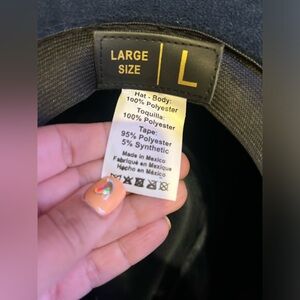 LARGE
SIZE
L
Hat - Body:
100% Polyester
Toquilla:
100% Polyester
Tape:
95% Polyester
5% Synthetic
Made in Mexico
Fabriqué en Mexique
Hecho en México